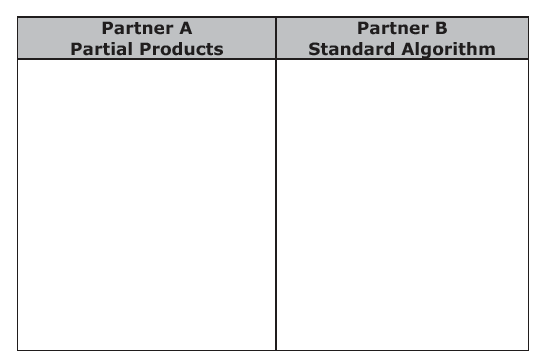 Partner A
Partial Products
Partner B
Standard Algorithm